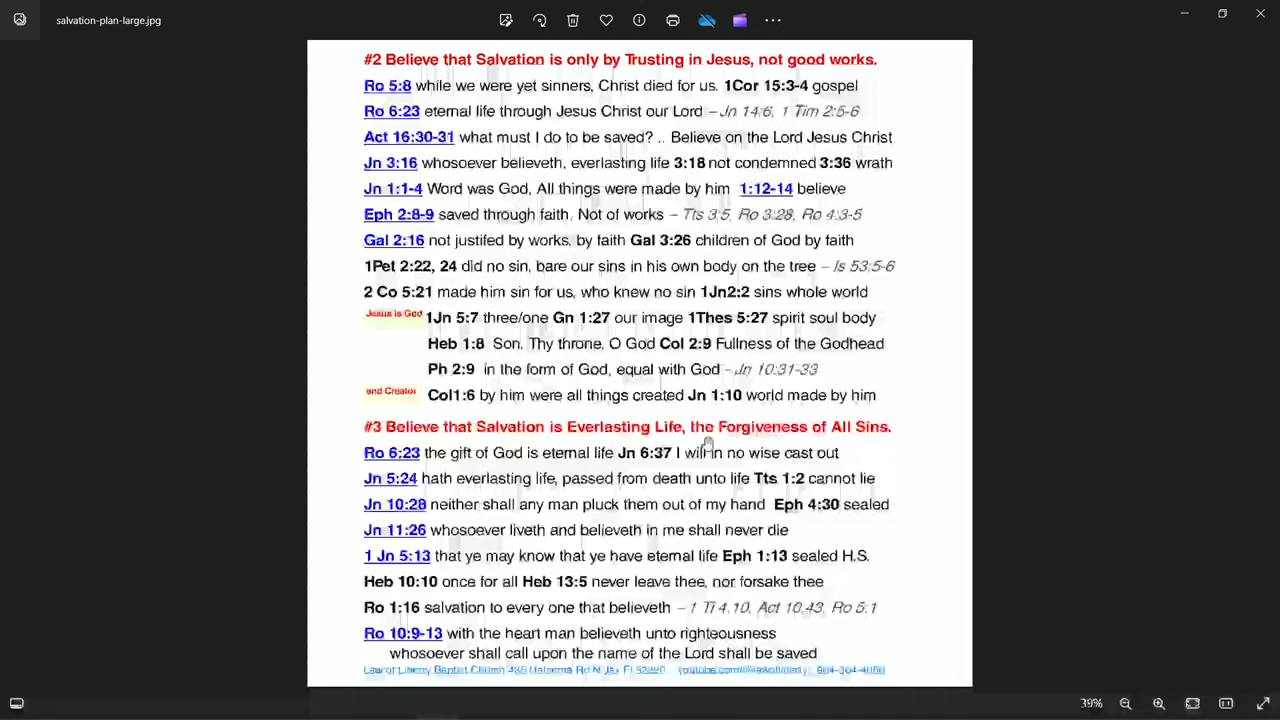 salvation-plan-large.jpg
#2 Believe that Salvation is only by Trusting in Jesus, not good works.
Ro 5:8 while we were yet sinners, Christ died for us. 1Cor 15:3-4 gospel
Ro 6:23 eternal life through Jesus Christ our Lord – Jn 14:6, 1 Tim 2:5-6
Act 16:30-31 what must I do to be saved? .. Believe on the Lord Jesus Christ
Jn 3:16 whosoever believeth, everlasting life 3:18 not condemned 3:36 wrath
Jn 1:1-4 Word was God, All things were made by him 1:12-14 believe
Eph 2:8-9 saved through faith, Not of works – Tts 3:5, Ro 3:28, Ro 4:3-5
Gal 2:16 not justifed by works, by faith Gal 3:26 children of God by faith
1Pet 2:22, 24 did no sin, bare our sins in his own body on the tree – Is 53:5-6
2 Co 5:21 made him sin for us, who knew no sin 1Jn2:2 sins whole world
Jesus is God 1Jn 5:7 three/one Gn 1:27 our image 1Thes 5:27 spirit soul body
Heb 1:8 Son. Thy throne, O God Col 2:9 Fullness of the Godhead
Ph 2:9 in the form of God, equal with God – Jn 10:31-33
and Creator Col1:6 by him were all things created Jn 1:10 world made by him
#3 Believe that Salvation is Everlasting Life, the Forgiveness of All Sins.
Ro 6:23 the gift of God is eternal life Jn 6:37 I will in no wise cast out
Jn 5:24 hath everlasting life, passed from death unto life Tts 1:2 cannot lie
Jn 10:28 neither shall any man pluck them out of my hand Eph 4:30 sealed
Jn 11:26 whosoever liveth and believeth in me shall never die
1 Jn 5:13 that ye may know that ye have eternal life Eph 1:13 sealed H.S.
Heb 10:10 once for all Heb 13:5 never leave thee, nor forsake thee
Ro 1:16 salvation to every one that believeth – 1 Ti 4,10, Act 10,43, Ro 5:1
Ro 10:9-13 with the heart man believeth unto righteousness
whosoever shall call upon the name of the Lord shall be saved
Law of Liberty Baptist Church
39%